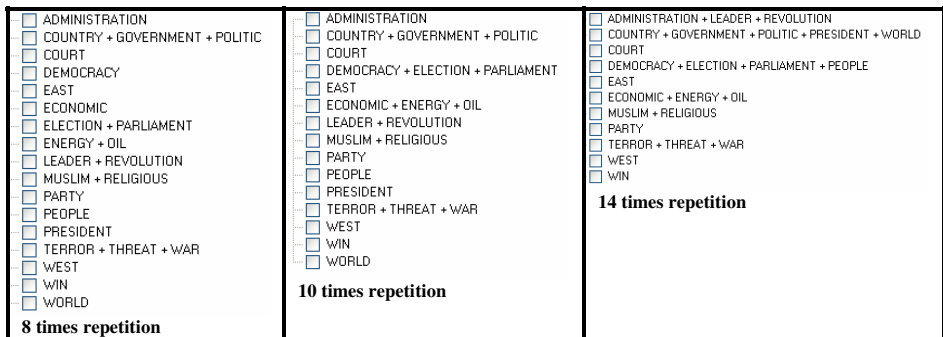 ADMINISTRATION
COUNTRY + GOVERNMENT + POLITIC
COURT
DEMOCRACY
EAST
ECONOMIC
ELECTION + PARLIAMENT
ENERGY + OIL
LEADER + REVOLUTION
MUSLIM + RELIGIOUS
PARTY
PEOPLE
PRESIDENT
TERROR + THREAT + WAR
WEST
WIN
WORLD
8 times repetition
ADMINISTRATION
COUNTRY + GOVERNMENT + POLITIC
COURT
DEMOCRACY + ELECTION + PARLIAMENT
EAST
ECONOMIC + ENERGY + OIL
LEADER + REVOLUTION
MUSLIM + RELIGIOUS
PARTY
PEOPLE
PRESIDENT
TERROR + THREAT + WAR
WEST
WIN
WORLD
10 times repetition
ADMINISTRATION + LEADER + REVOLUTION
COUNTRY + GOVERNMENT + POLITIC + PRESIDENT + WORLD
COURT
DEMOCRACY + ELECTION + PARLIAMENT + PEOPLE
EAST
ECONOMIC + ENERGY + OIL
MUSLIM + RELIGIOUS
PARTY
TERROR + THREAT + WAR
WEST
WIN
14 times repetition